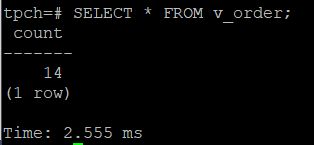 tpch=# SELECT * FROM v_order;
count
-------
14
(1 row)
Time: 2.555 ms